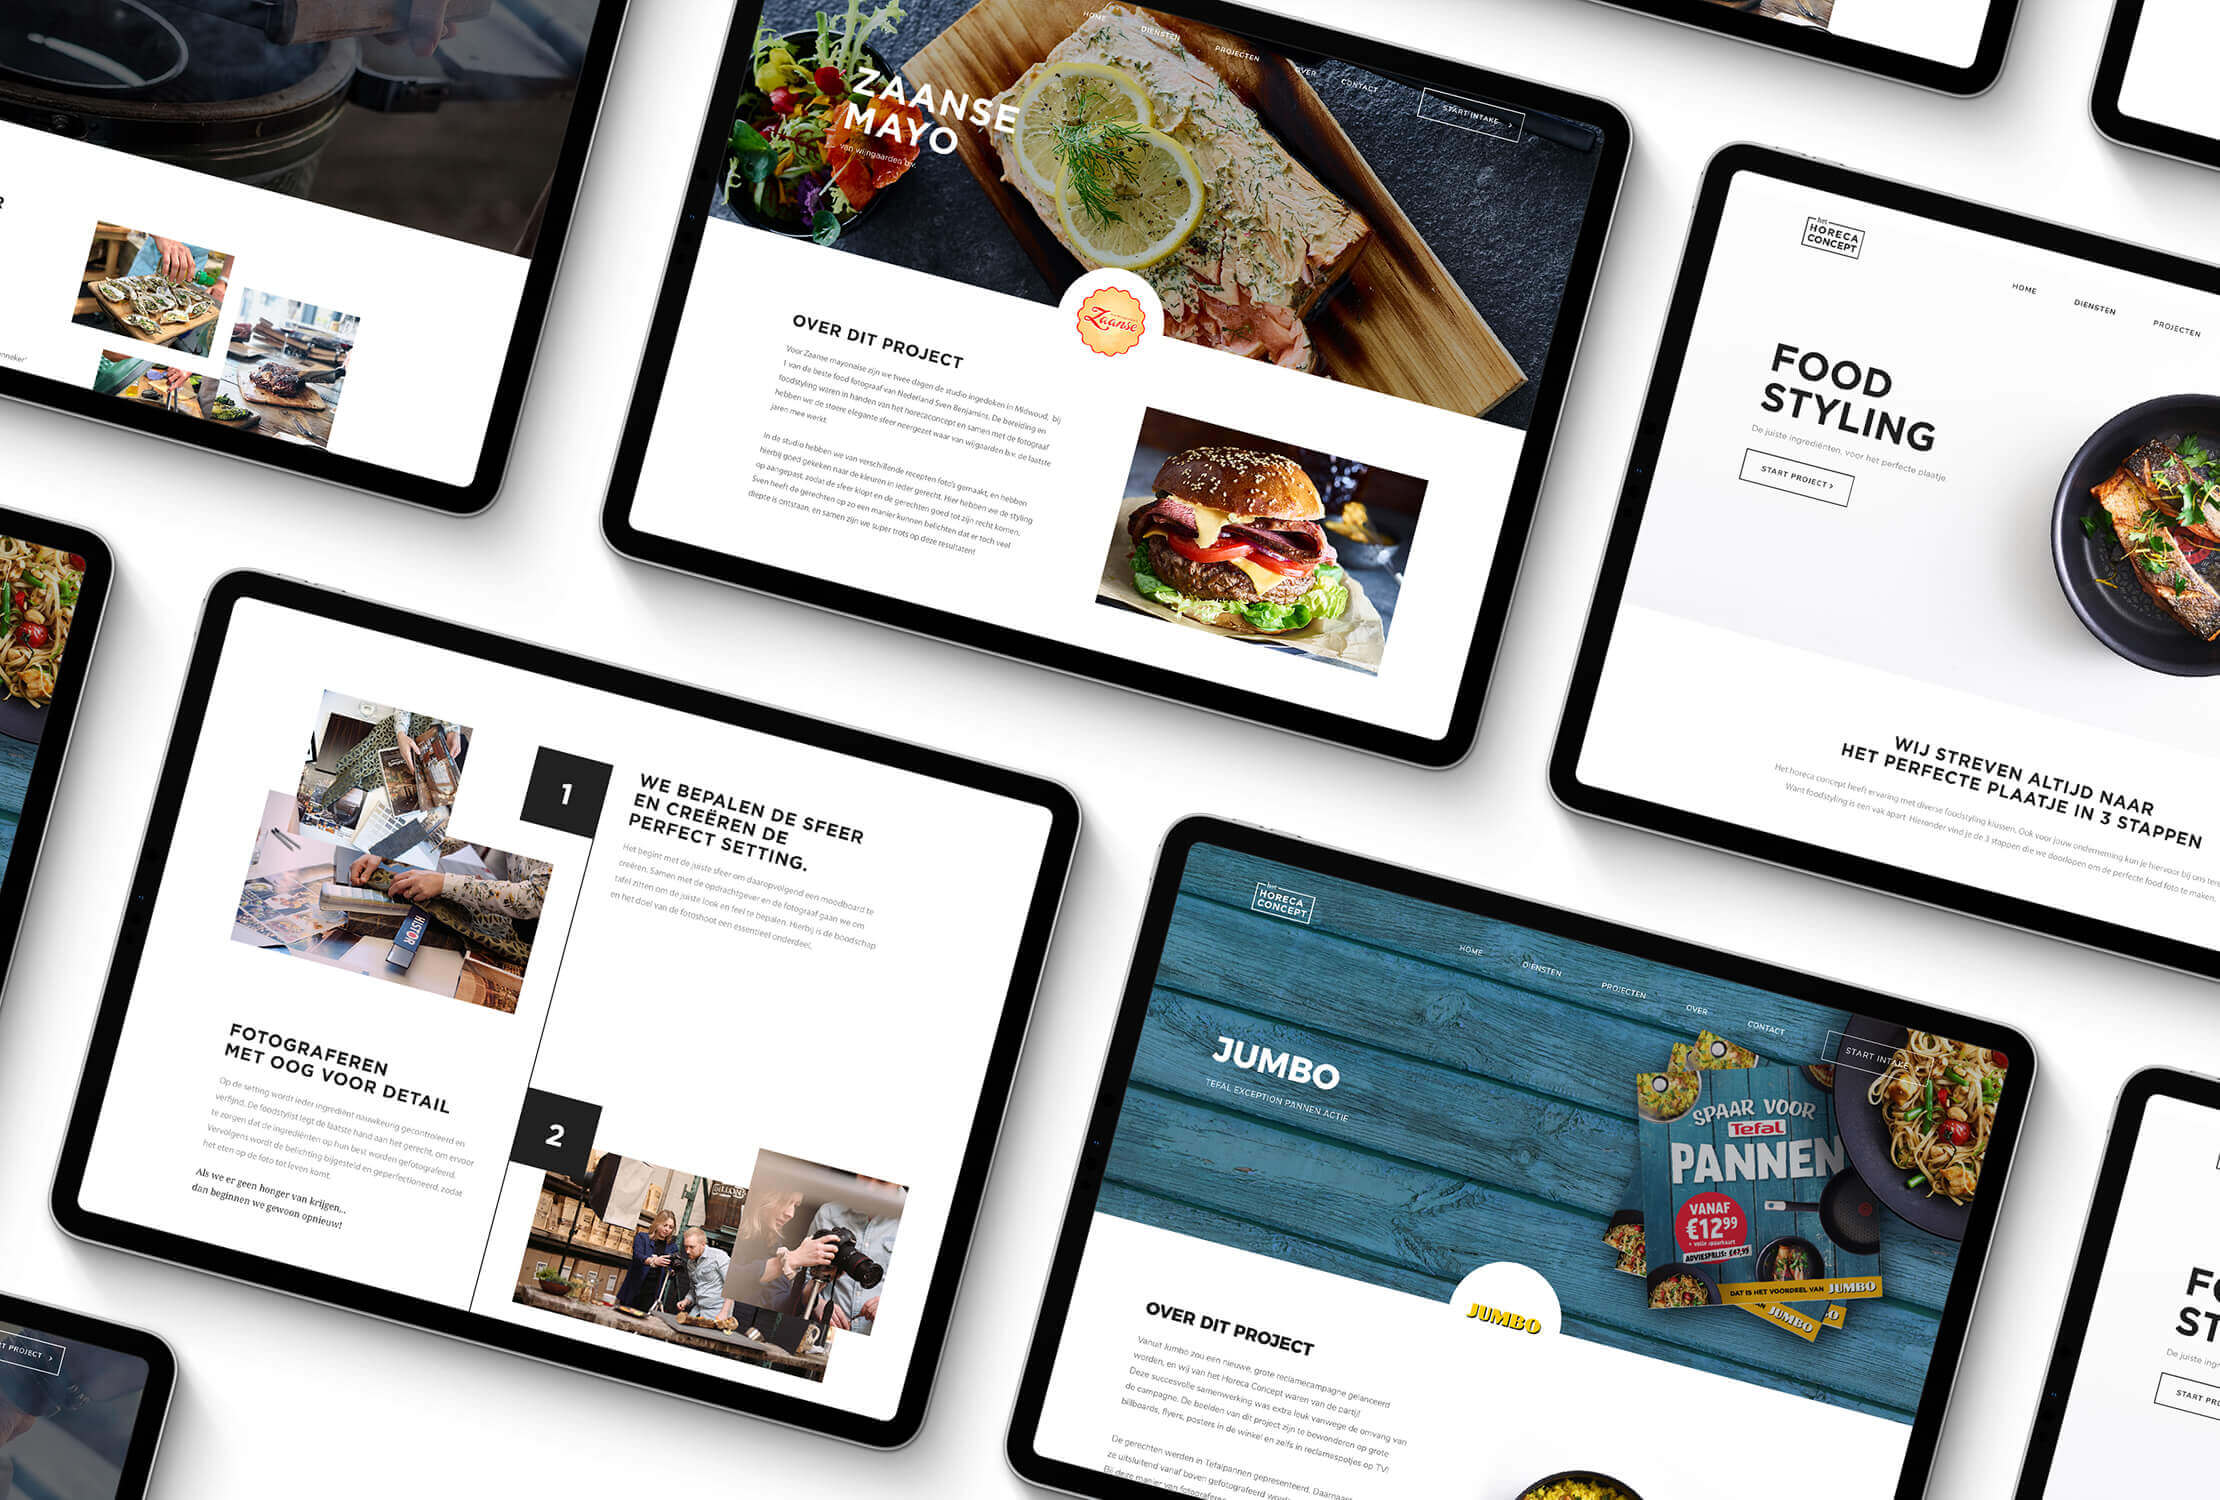 HOME
DIENSTEN
PROJECTEN
OVER
CONTACT
START INTAKE >
ZAANSE
MAYO
van wijngaarden b.v.
Zaanse
OVER DIT PROJECT
'Voor Zaanse mayonaise zijn we twee dagen de studio ingedoken in Midwoud, bij
1 van de beste food fotograaf van Nederland Sven Benjamins. De bereiding en
foodstyling waren in handen van het horecaconcept en samen met de fotograaf
hebben we de stoere elegante sfeer neergezet waar van wijgaarden b.v. de laatste
jaren mee werkt.
In de studio hebben we van verschillende recepten foto's gemaakt, en hebben
hierbij goed gekeken naar de kleuren in ieder gerecht. Hier hebben we de styling
op aangepast, zodat de sfeer klopt en de gerechten goed tot zijn recht komen.
Sven heeft de gerechten op zo een manier kunnen belichten dat er toch veel
diepte is ontstaan, en samen zijn we super trots op deze resultaten!
het
HORECA
CONCEPT
HOME
DIENSTEN
PROJECTEN
FOOD
STYLING
De juiste ingrediënten, voor het perfecte plaatje.
START PROJECT >
WIJ STREVEN ALTIJD NAAR
HET PERFECTE PLAATJE IN 3 STAPPEN
Het horeca concept heeft ervaring met diverse foodstyling klussen. Ook voor jouw onderneming kun je hiervoor bij ons
Want foodstyling is een vak apart. Hieronder vind je de 3 stappen die we doorlopen om de perfecte food foto te maken.
1
WE BEPALEN DE SFEER
EN CREËREN DE
PERFECT SETTING.
Het begint met de juiste sfeer om daaropvolgend een moodboard te
creëren. Samen met de opdrachtgever en de fotograaf gaan we om
tafel zitten om de juiste look en feel te bepalen. Hierbij is de boodschap
en het doel van de fotoshoot een essentieel onderdeel.
HISTOR
FOTOGRAFEREN
MET OOG VOOR DETAIL
Op de setting wordt ieder ingrediënt nauwkeurig gecontroleerd en
verfijnd. De foodstylist legt de laatste hand aan het gerecht, om ervoor
te zorgen dat de ingrediënten op hun best worden gefotografeerd.
Vervolgens wordt de belichting bijgesteld en geperfectioneerd, zodat
het eten op de foto tot leven komt.
Als we er geen honger van krijgen...
dan beginnen we gewoon opnieuw!
2
het
HORECA
CONCEPT
HOME
DIENSTEN
PROJECTEN
OVER
CONTACT
START INTAKE
JUMBO
TEFAL EXCEPTION PANNEN ACTIE
SPAAR VOOR
Tefal
PANNEN
VANAF
€12.99
+ volle spaarkaart
ADVIESPRIJS:
DAT IS HET VOORDEEL VAN JUMBO
JUMBO
JUMBO
OVER DIT PROJECT
Vanuit Jumbo zou een nieuwe, grote reclamecampagne gelanceerd
worden, en wij van het Horeca Concept waren van de partij!
Deze succesvolle samenwerking was extra leuk vanwege de omvang van
de campagne. De beelden van dit project zijn te bewonderen op grote
billboards, flyers, posters in de winkel en zelfs in reclamespotjes op TV!
De gerechten werden in Tefalpannen gepresenteerd. Daarnaast
ze uitsluitend vanaf boven gefotografeerd
Bij deze manier van
T PROJECT >
FO
ST
De juiste
START PRO